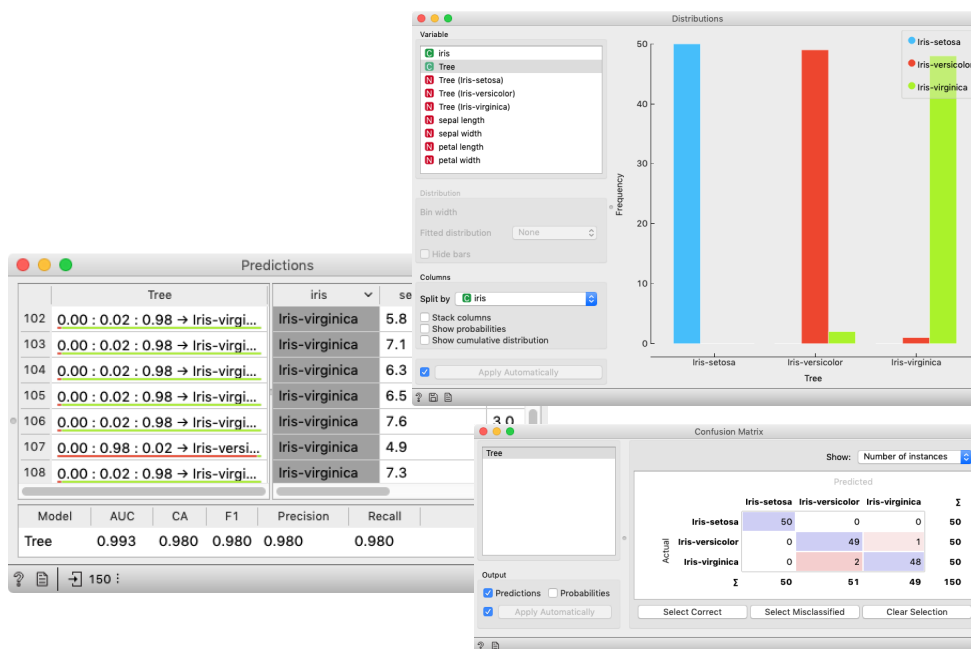 Distributions
Variable
C iris
C Tree
N Tree (Iris-setosa)
N Tree (Iris-versicolor)
N Tree (Iris-virginica)
N sepal length
N sepal width
N petal length
N petal width
Distribution
Bin width
Fitted distribution None
Hide bars
Columns
Split by C iris
Stack columns
Show probabilities
Show cumulative distribution
Apply Automatically
?
50
40
30
20
10
0
Frequency
Iris-setosa Iris-versicolor Iris-virginica
Tree
Iris-setosa
Iris-versicolor
Iris-virginica
Predictions
Tree iris se
102 0.00 : 0.02 : 0.98 → Iris-virgi... Iris-virginica 5.8
103 0.00 : 0.02 : 0.98 → Iris-virgi... Iris-virginica 7.1
104 0.00 : 0.02 : 0.98 → Iris-virgi... Iris-virginica 6.3
105 0.00 : 0.02 : 0.98 → Iris-virgi... Iris-virginica 6.5
106 0.00 : 0.02 : 0.98 → Iris-virgi... Iris-virginica 7.6 3.0
107 0.00 : 0.98 : 0.02 → Iris-versi... Iris-virginica 4.9
108 0.00 : 0.02 : 0.98 → Iris-virgi... Iris-virginica 7.3
Model AUC CA F1 Precision Recall
Tree 0.993 0.980 0.980 0.980 0.980
? 150
Confusion Matrix
Tree
Output
Predictions Probabilities
Apply Automatically
Show: Number of instances
Predicted
Iris-setosa Iris-versicolor Iris-virginica Σ
Actual
Iris-setosa 50 0 0 50
Iris-versicolor 0 49 1 50
Iris-virginica 0 2 48 50
Σ 50 51 49 150
Select Correct Select Misclassified Clear Selection
?